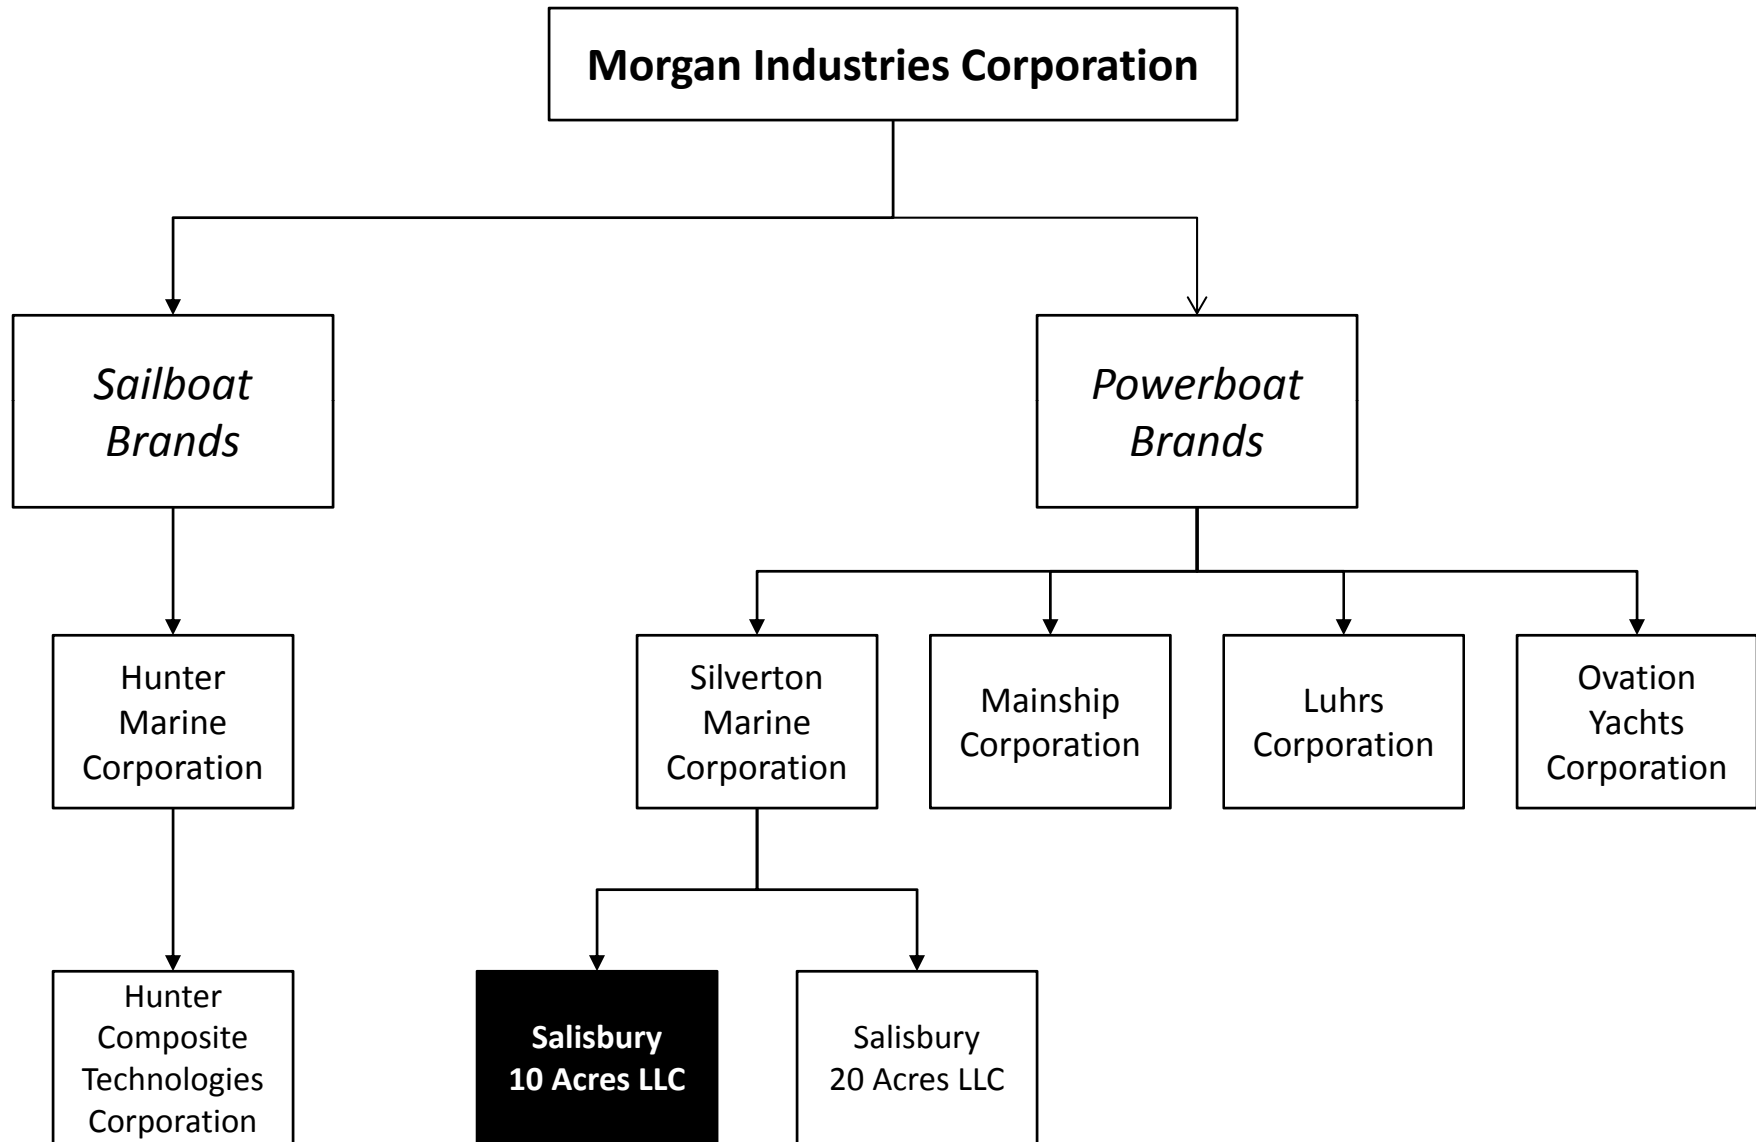 Morgan Industries Corporation
Sailboat
Brands
Powerboat
Brands
Hunter
Marine
Corporation
Silverton
Marine
Corporation
Mainship
Corporation
Luhrs
Corporation
Ovation
Yachts
Corporation
Hunter
Composite
Technologies
Corporation
Salisbury
10 Acres LLC
Salisbury
20 Acres LLC